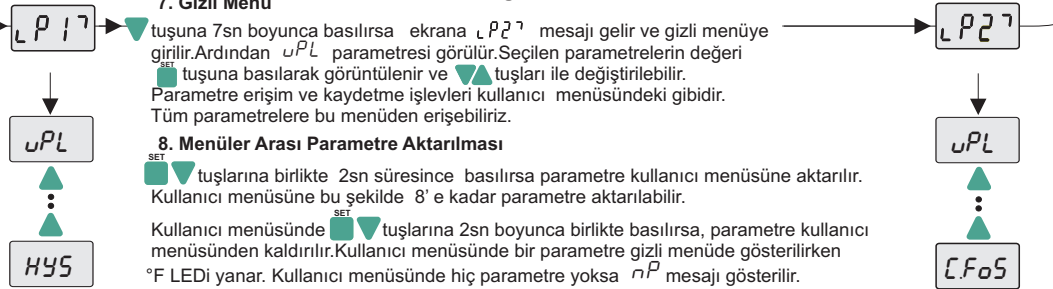 7. Gizli Menü
LP1
tuşuna 7sn boyunca basılırsa ekrana LP2 mesajı gelir ve gizli menüye
LP2
girilir.Ardından uPL parametresi görülür.Seçilen parametrelerin değeri
SET
tuşuna basılarak görüntülenir ve tuşları ile değiştirilebilir.
Parametre erişim ve kaydetme işlevleri kullanıcı menüsündeki gibidir.
Tüm parametrelere bu menüden erişebiliriz.
uPL
uPL
8. Menüler Arası Parametre Aktarılması
SET
tuşlarına birlikte 2sn süresince basılırsa parametre kullanıcı menüsüne aktarılır.
Kullanıcı menüsüne bu şekilde 8' e kadar parametre aktarılabilir.
SET
Kullanıcı menüsünde tuşlarına 2sn boyunca birlikte basılırsa, parametre kullanıcı
menüsünden kaldırılır.Kullanıcı menüsünde bir parametre gizli menüde gösterilirken
°F LEDi yanar. Kullanıcı menüsünde hiç parametre yoksa nP mesajı gösterilir.
HYS
C.FoS